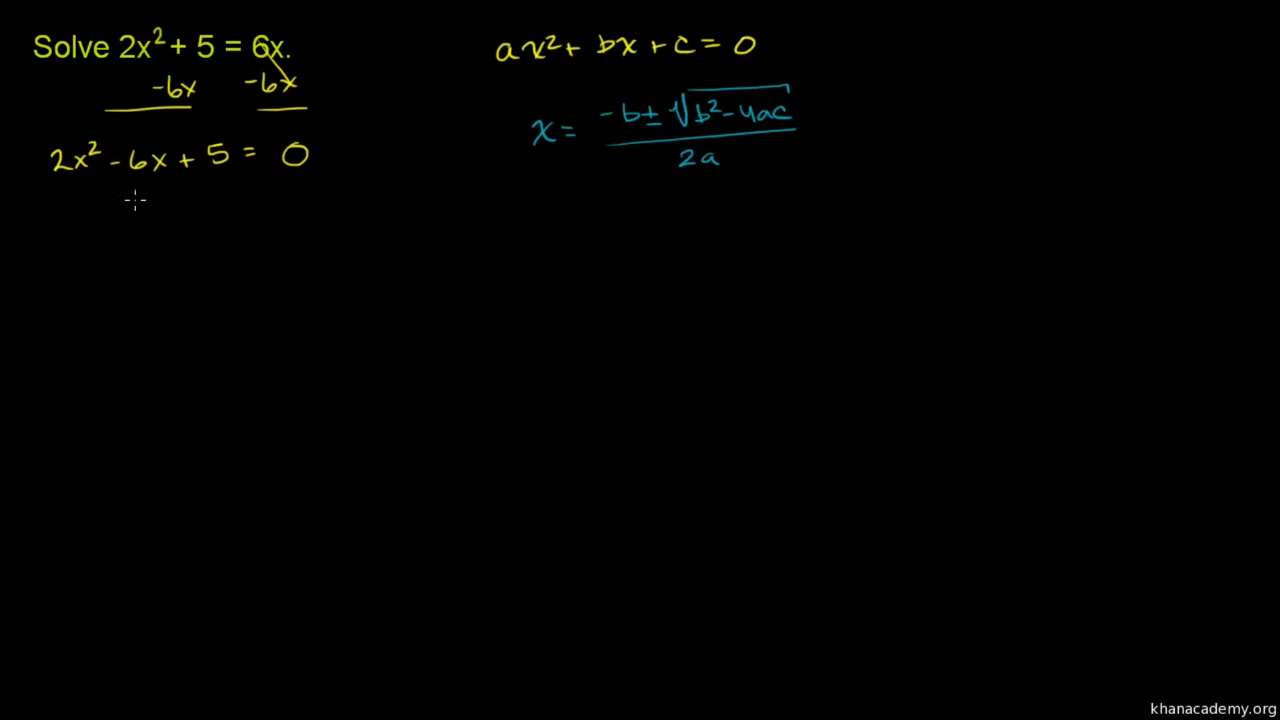 Solve 2x² + 5 = 6x.
-6x -6x
2x² - 6x + 5 = 0
ax² + bx + c = 0
x = (-b ± √(b² - 4ac)) / 2a
khanacademy.org